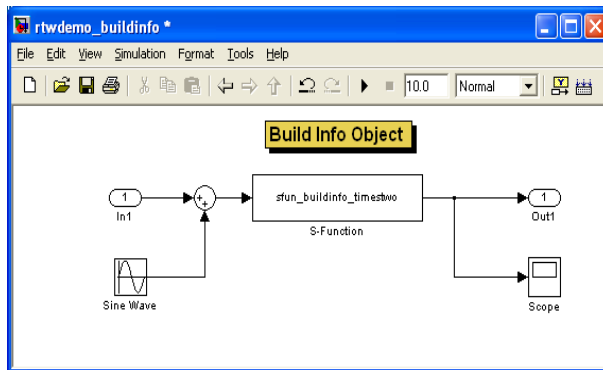 rtwdemo_buildinfo *
File Edit View Simulation Format Tools Help
10.0 Normal
Build Info Object
1
In1
+
+
sfun_buildinfo_timestwo
S-Function
1
Out1
Sine Wave
Scope